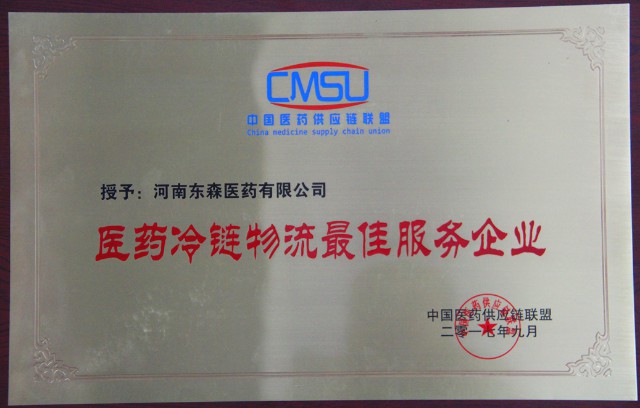 CMSU
中国医药供应链联盟
China medicine supply chain union
授予：河南东森医药有限公司
医药冷链物流最佳服务企业
中国医药供应链联盟
二零一七年九月